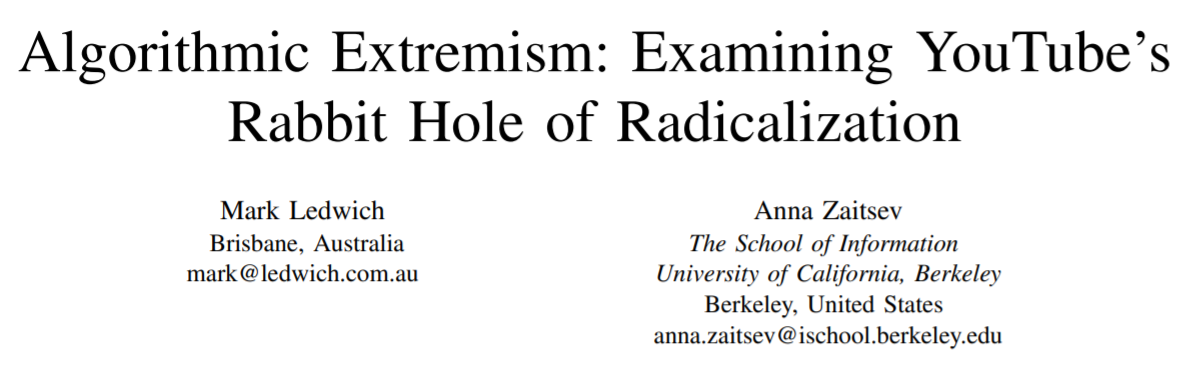 Algorithmic Extremism: Examining YouTube's
Rabbit Hole of Radicalization
Mark Ledwich
Brisbane, Australia
mark@ledwich.com.au
Anna Zaitsev
The School of Information
University of California, Berkeley
Berkeley, United States
anna.zaitsev@ischool.berkeley.edu